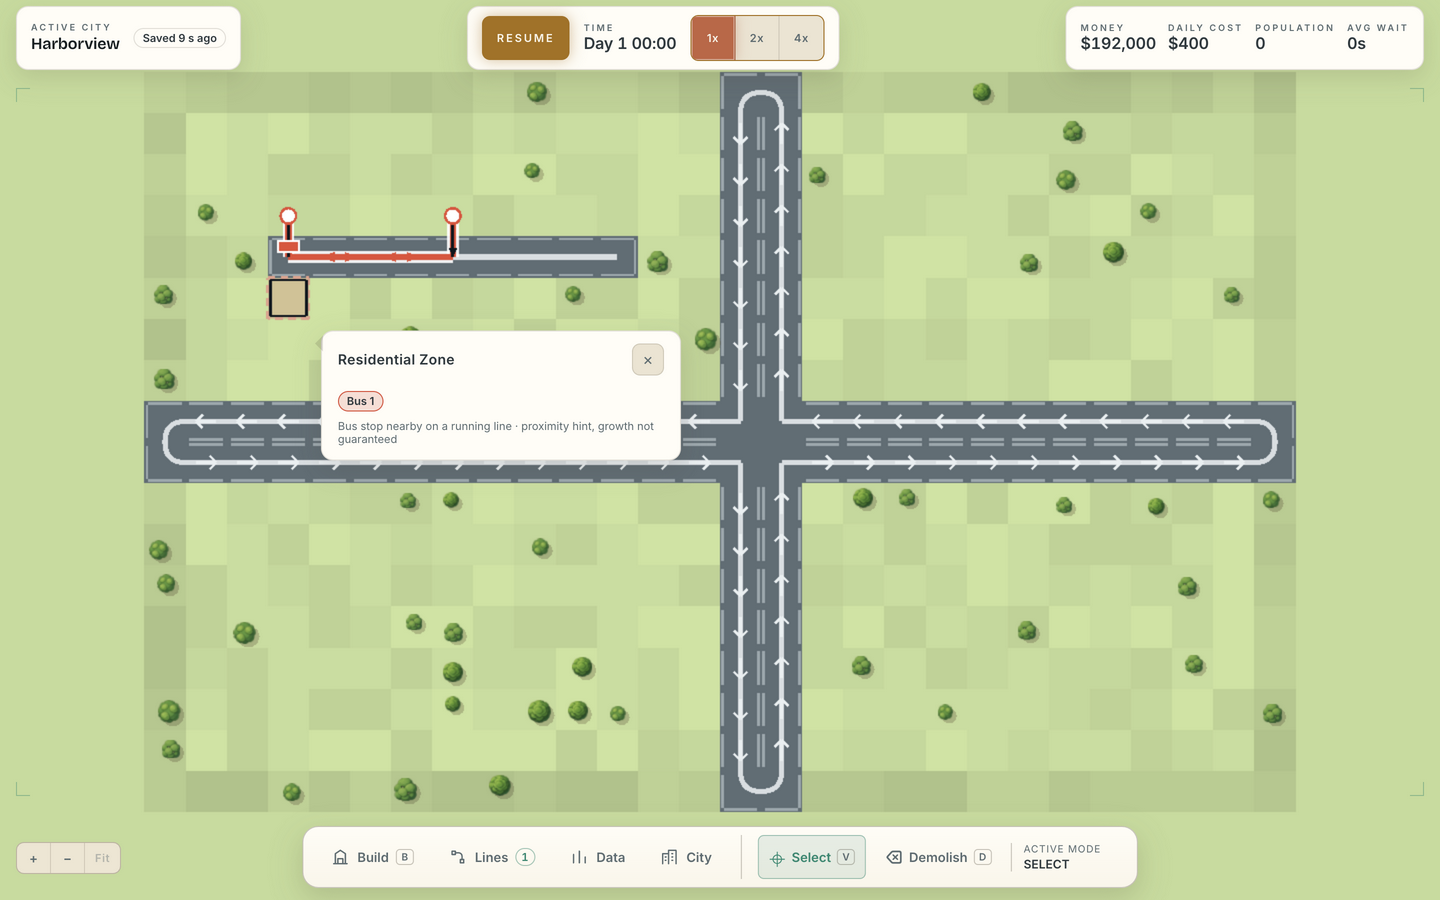 ACTIVE CITY
Harborview
Saved 9 s ago
RESUME
TIME
Day 1 00:00
1x
2x
4x
MONEY
$192,000
DAILY COST
$400
POPULATION
0
AVG WAIT
0s
Residential Zone
×
Bus 1
Bus stop nearby on a running line · proximity hint, growth not
guaranteed
+
−
Fit
Build B
Lines 1
Data
City
Select V
Demolish D
ACTIVE MODE
SELECT